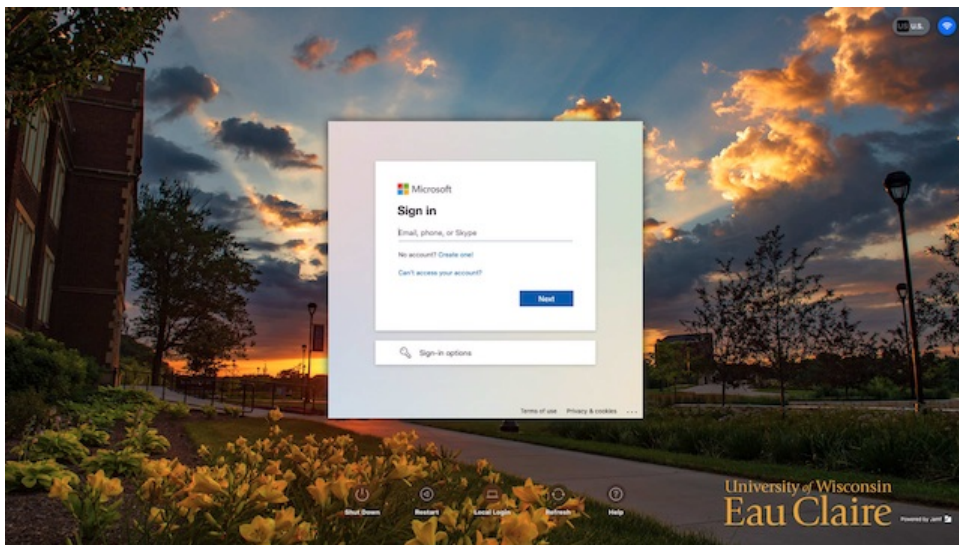 US U.S.
Microsoft
Sign in
Email, phone, or Skype
No account? Create one!
Can't access your account?
Next
Sign-in options
Terms of use Privacy & cookies ...
Shut Down Restart Local Login Refresh Help
University of Wisconsin
Eau Claire
Powered by Jamf